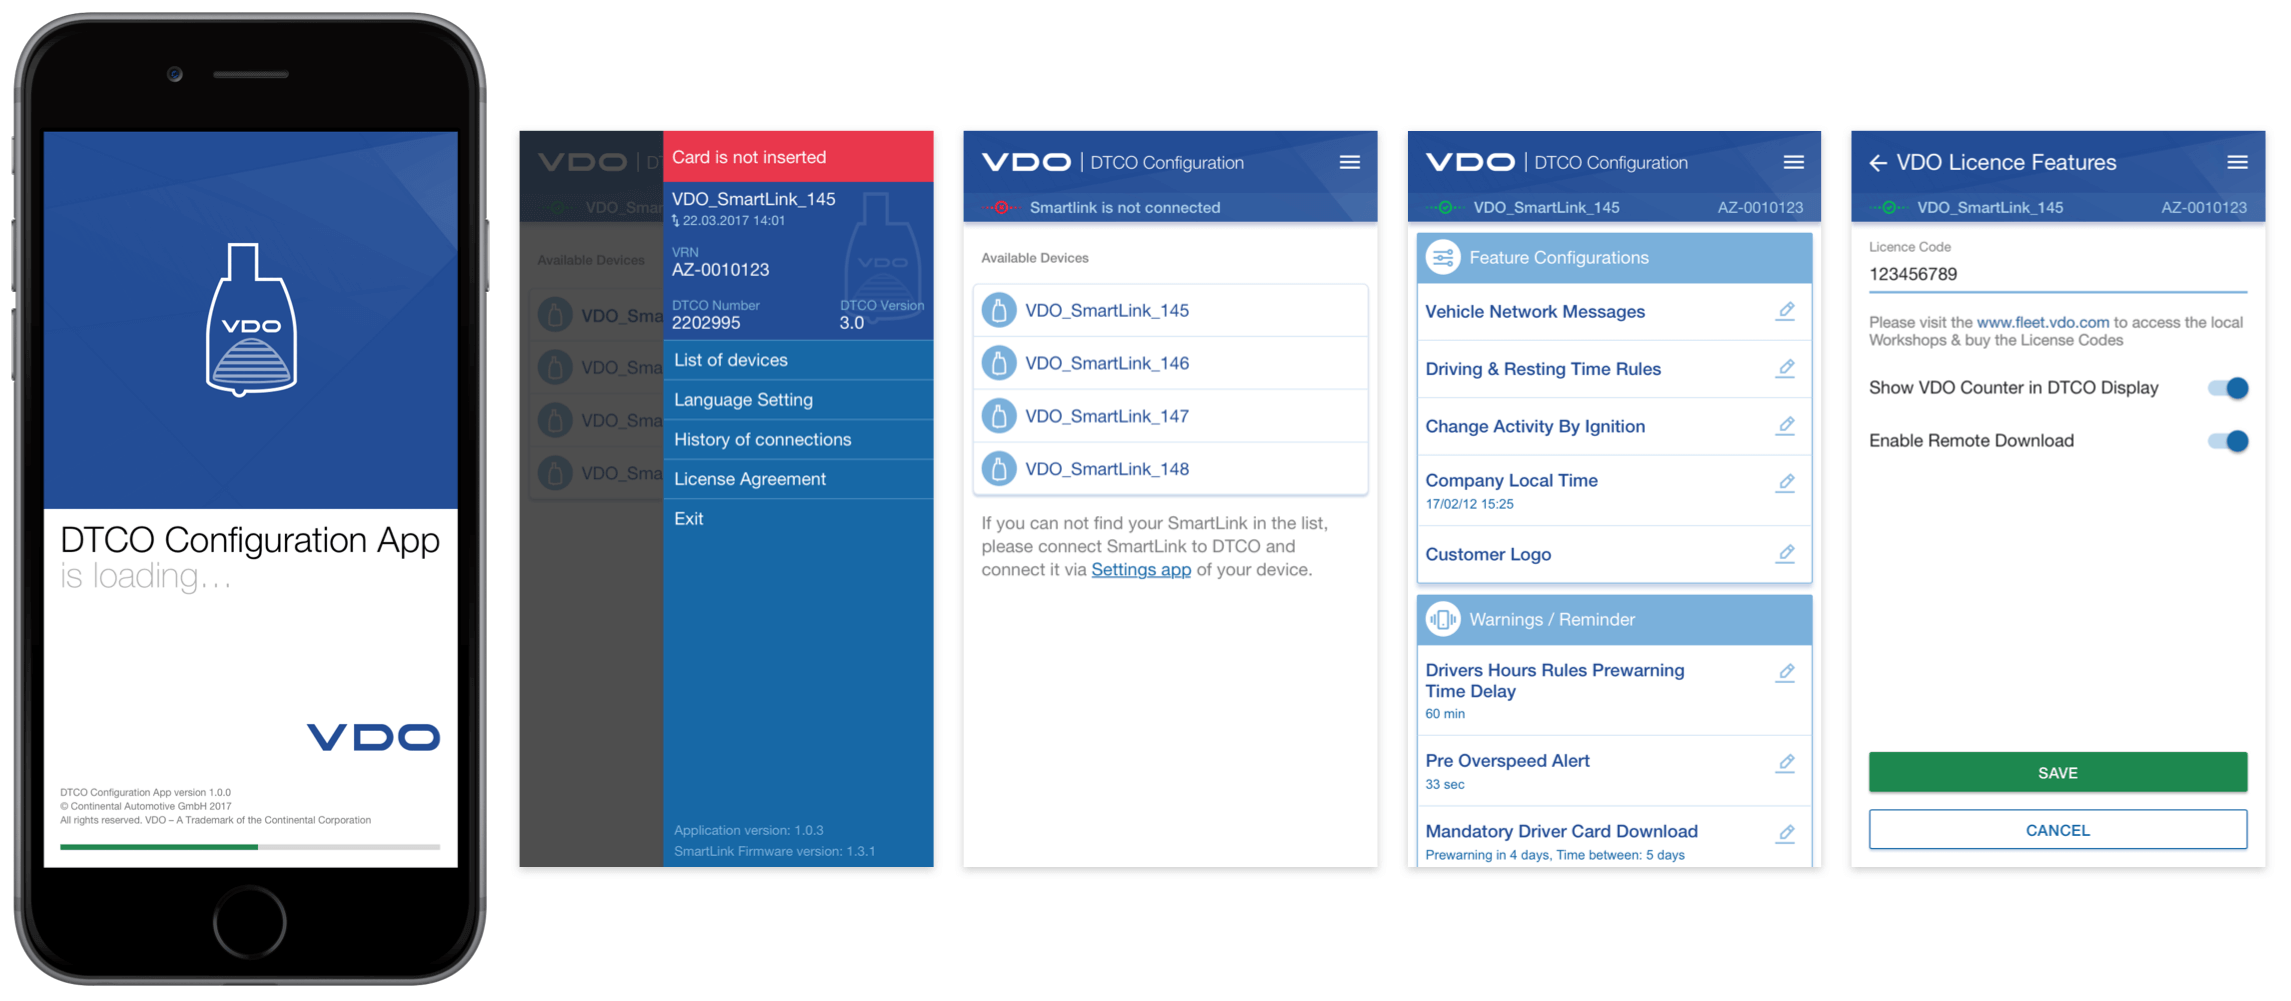 VDO
DTCO Configuration App
is loading...
VDO
DTCO Configuration App version 1.0.0
© Continental Automotive GmbH 2017
All rights reserved. VDO – A Trademark of the Continental Corporation
VDO | DT
VDO_Smar
Available Devices
VDO_Sma
VDO_Sma
VDO_Sma
VDO_Sma
Card is not inserted
VDO_SmartLink_145
22.03.2017 14:01
VDO
VRN
AZ-0010123
DTCO Number DTCO Version
2202995 3.0
List of devices
Language Setting
History of connections
License Agreement
Exit
Application version: 1.0.3
SmartLink Firmware version: 1.3.1
VDO | DTCO Configuration
Smartlink is not connected
Available Devices
VDO_SmartLink_145
VDO_SmartLink_146
VDO_SmartLink_147
VDO_SmartLink_148
If you can not find your SmartLink in the list,
please connect SmartLink to DTCO and
connect it via Settings app of your device.
VDO | DTCO Configuration
VDO_SmartLink_145 AZ-0010123
Feature Configurations
Vehicle Network Messages
Driving & Resting Time Rules
Change Activity By Ignition
Company Local Time
17/02/12 15:25
Customer Logo
Warnings / Reminder
Drivers Hours Rules Prewarning
Time Delay
60 min
Pre Overspeed Alert
33 sec
Mandatory Driver Card Download
Prewarning in 4 days, Time between: 5 days
VDO Licence Features
VDO_SmartLink_145 AZ-0010123
Licence Code
123456789
Please visit the www.fleet.vdo.com to access the local
Workshops & buy the License Codes
Show VDO Counter in DTCO Display
Enable Remote Download
SAVE
CANCEL